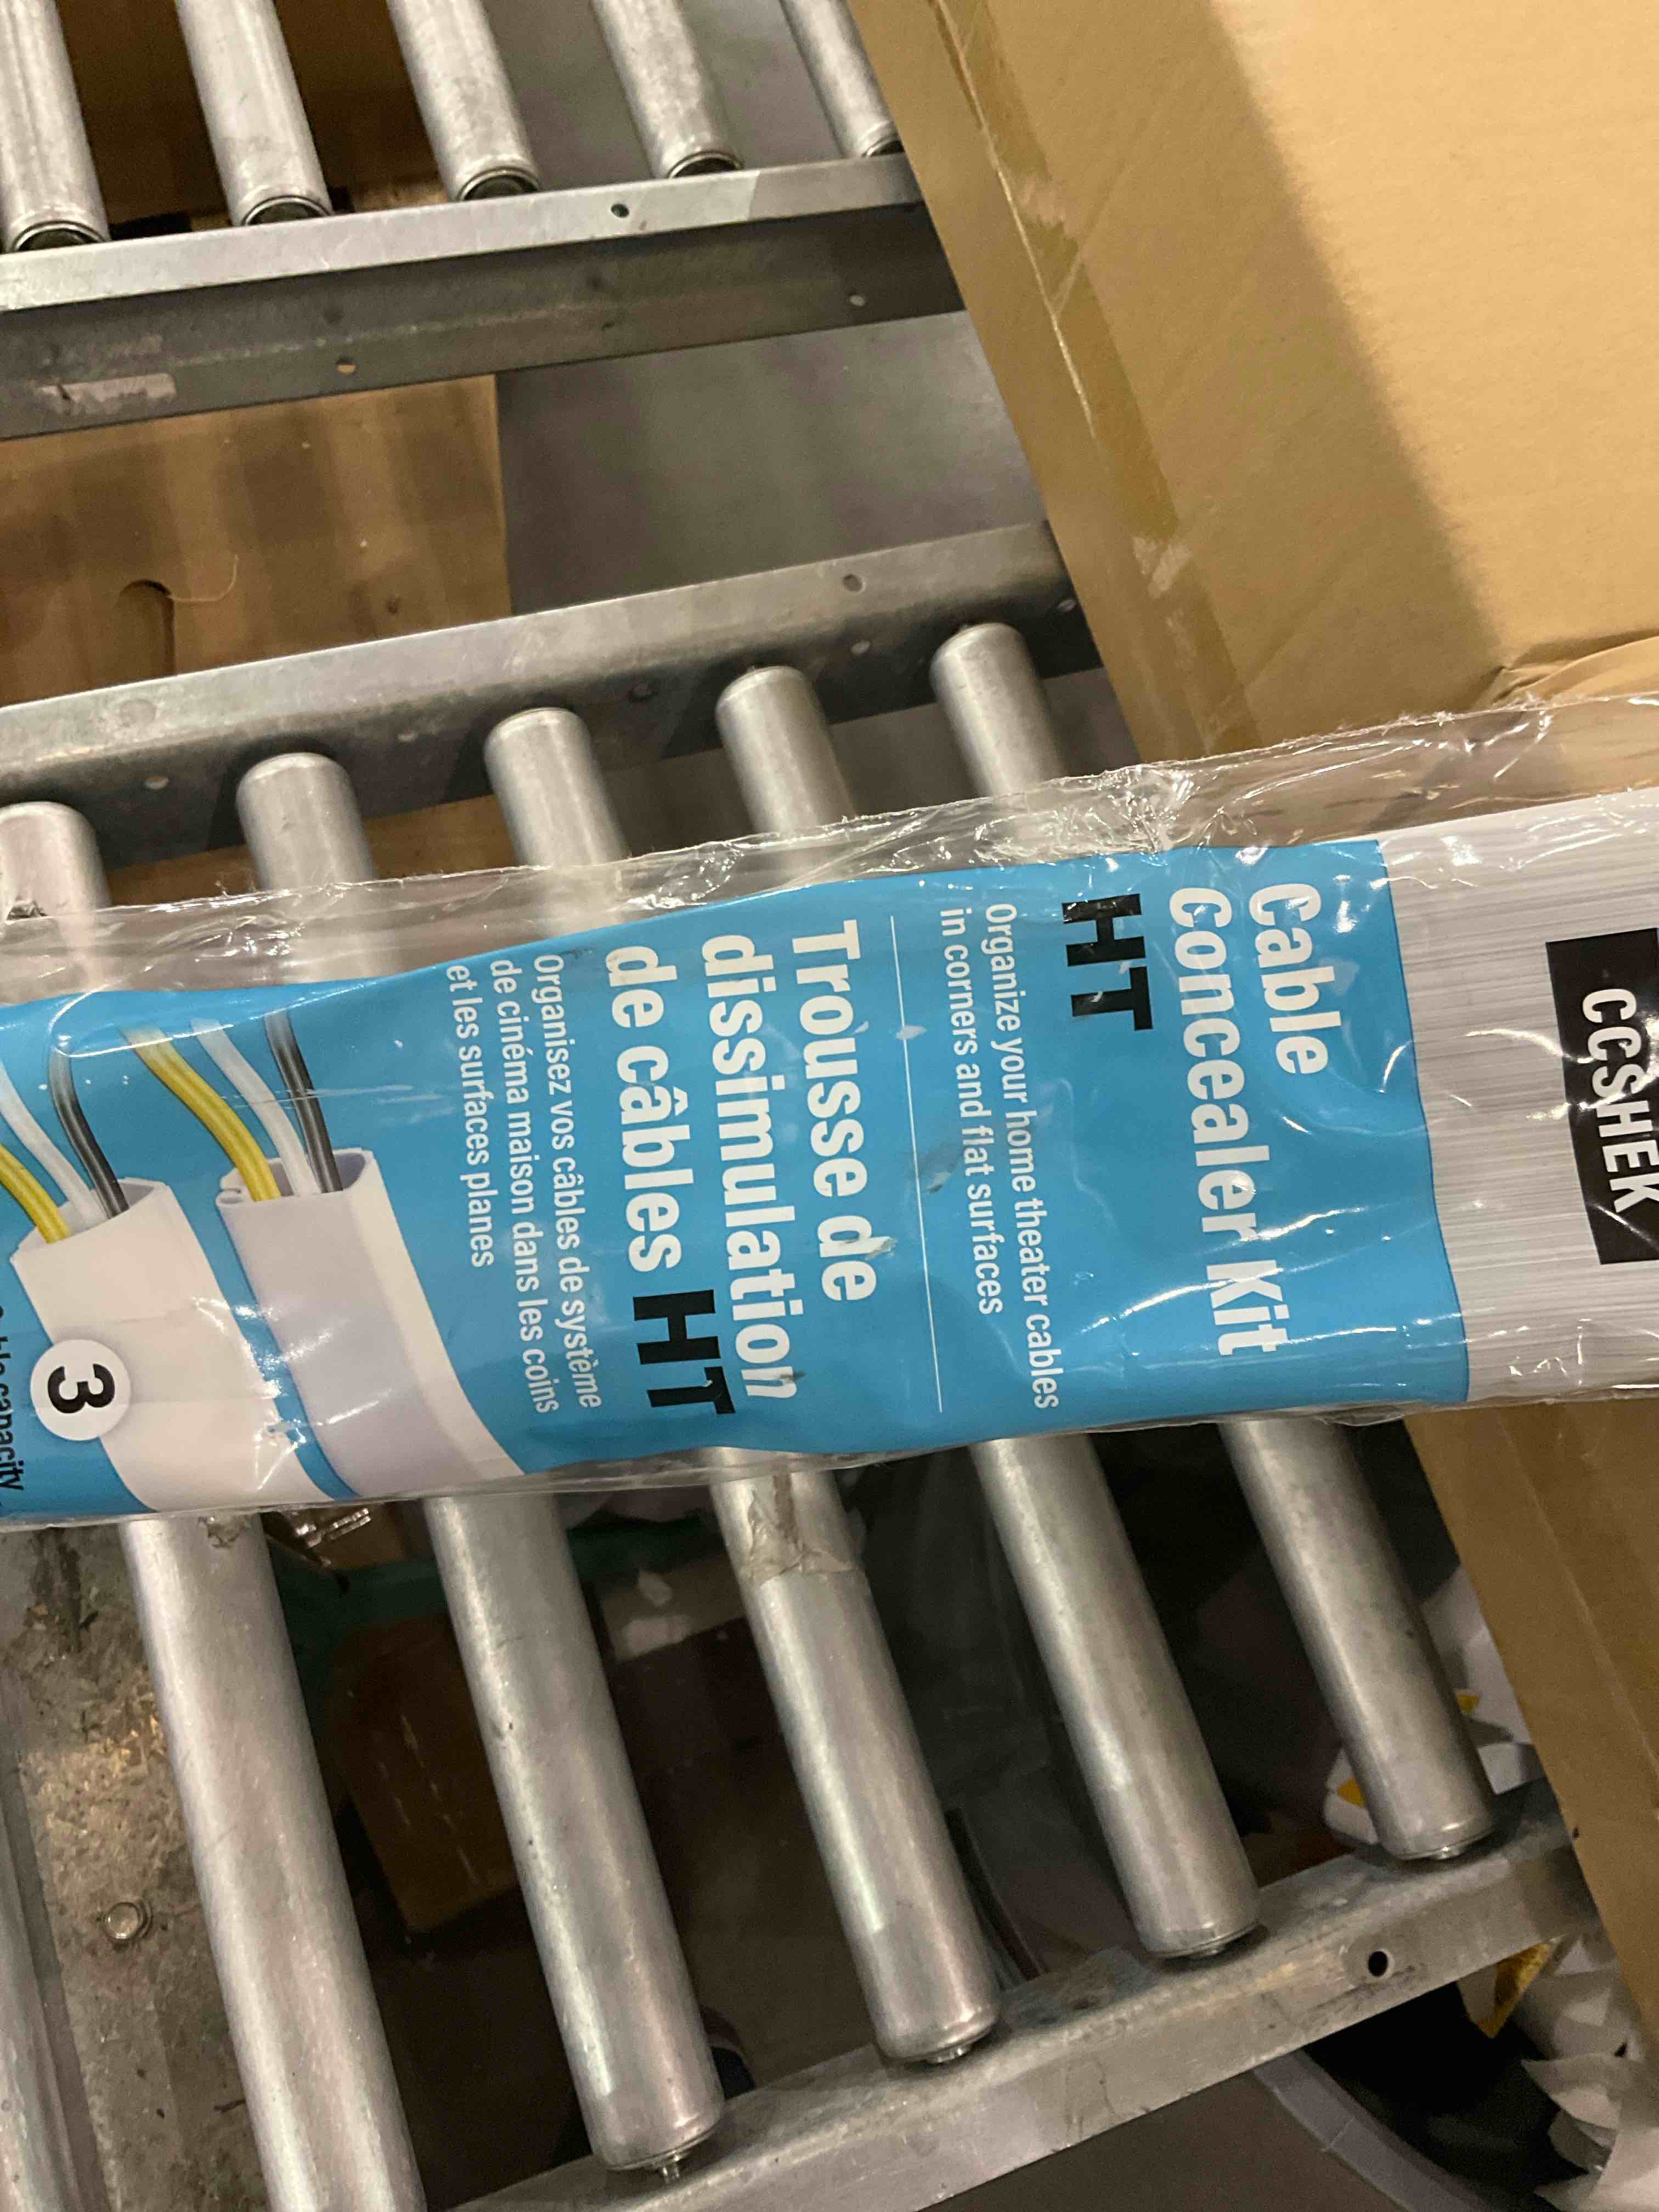 CCSHEK
Cable
Concealer Kit
HT
Organize your home theater cables
in corners and flat surfaces
Trousse de
dissimulation
de câbles HT
Organisez vos câbles de système
de cinéma maison dans les coins
et les surfaces planes
3
capacity